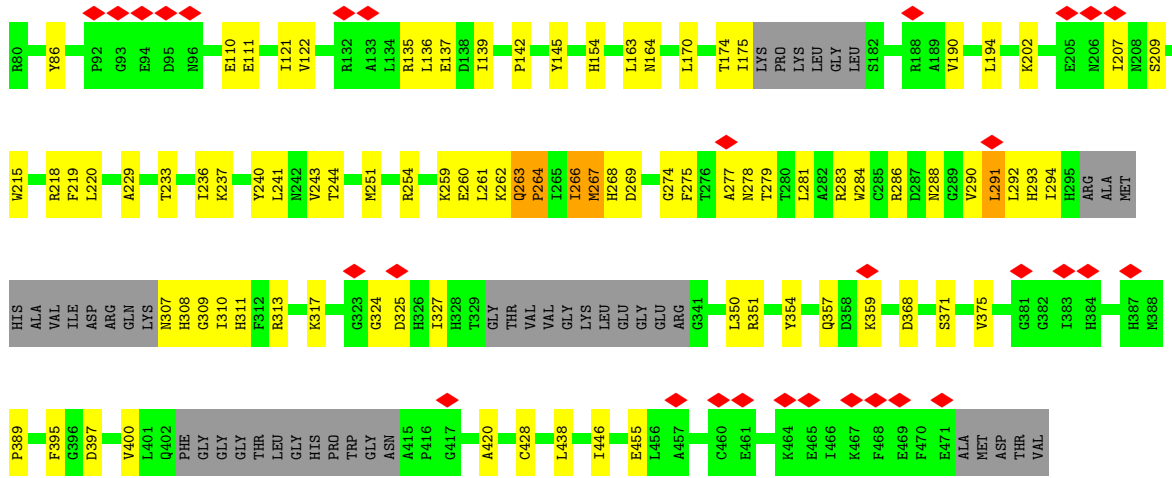 R80 Y86 P92 G93 E94 D95 N96 E110 E111 I121 V122 R132 A133 L134 R135 L136 E137 D138 I139 P142 Y145 H154 L163 N164 L170 T174 I175 LYS PRO LYS LEU GLY LEU S182 R188 A189 V190 L194 K202 E205 N206 I207 N208 S209
W215 R218 F219 L220 A229 T233 I236 K237 Y240 L241 N242 V243 T244 M251 R254 K259 E260 L261 K262 Q263 P264 I265 I266 M267 H268 D269 G274 F275 T276 A277 N278 T279 T280 L281 A282 R283 W284 C285 R286 D287 N288 G289 V290 L291 L292 H293 I294 H295 ARG ALA MET
HIS ALA VAL ILE ASP ARG GLN LYS N307 H308 G309 I310 H311 F312 R313 K317 G323 G324 D325 H326 I327 H328 T329 GLY THR VAL VAL GLY LYS LEU GLU GLY GLU ARG G341 L350 R351 Y354 Q357 D358 K359 D368 S371 V375 G381 G382 I383 H384 H387 M388
P389 F395 G396 D397 V400 L401 Q402 PHE GLY GLY GLY THR LEU GLY HIS PRO TRP GLY ASN A415 P416 G417 A420 C428 L438 I446 E455 L456 A457 C460 E461 K464 E465 I466 K467 F468 E469 F470 E471 ALA MET ASP THR VAL